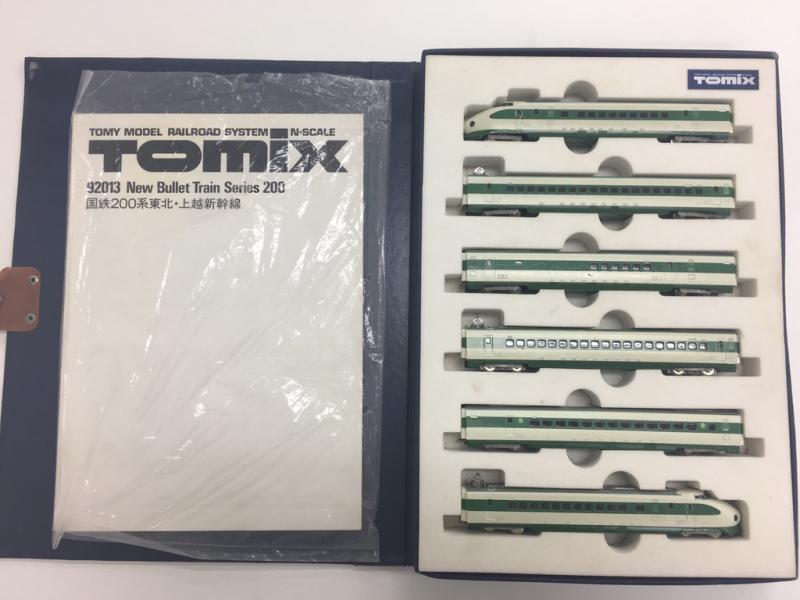 TOMY MODEL RAILROAD SYSTEM N-SCALE
TOMIX
92013 New Bullet Train Series 200
国鉄200系東北・上越新幹線
TOMIX